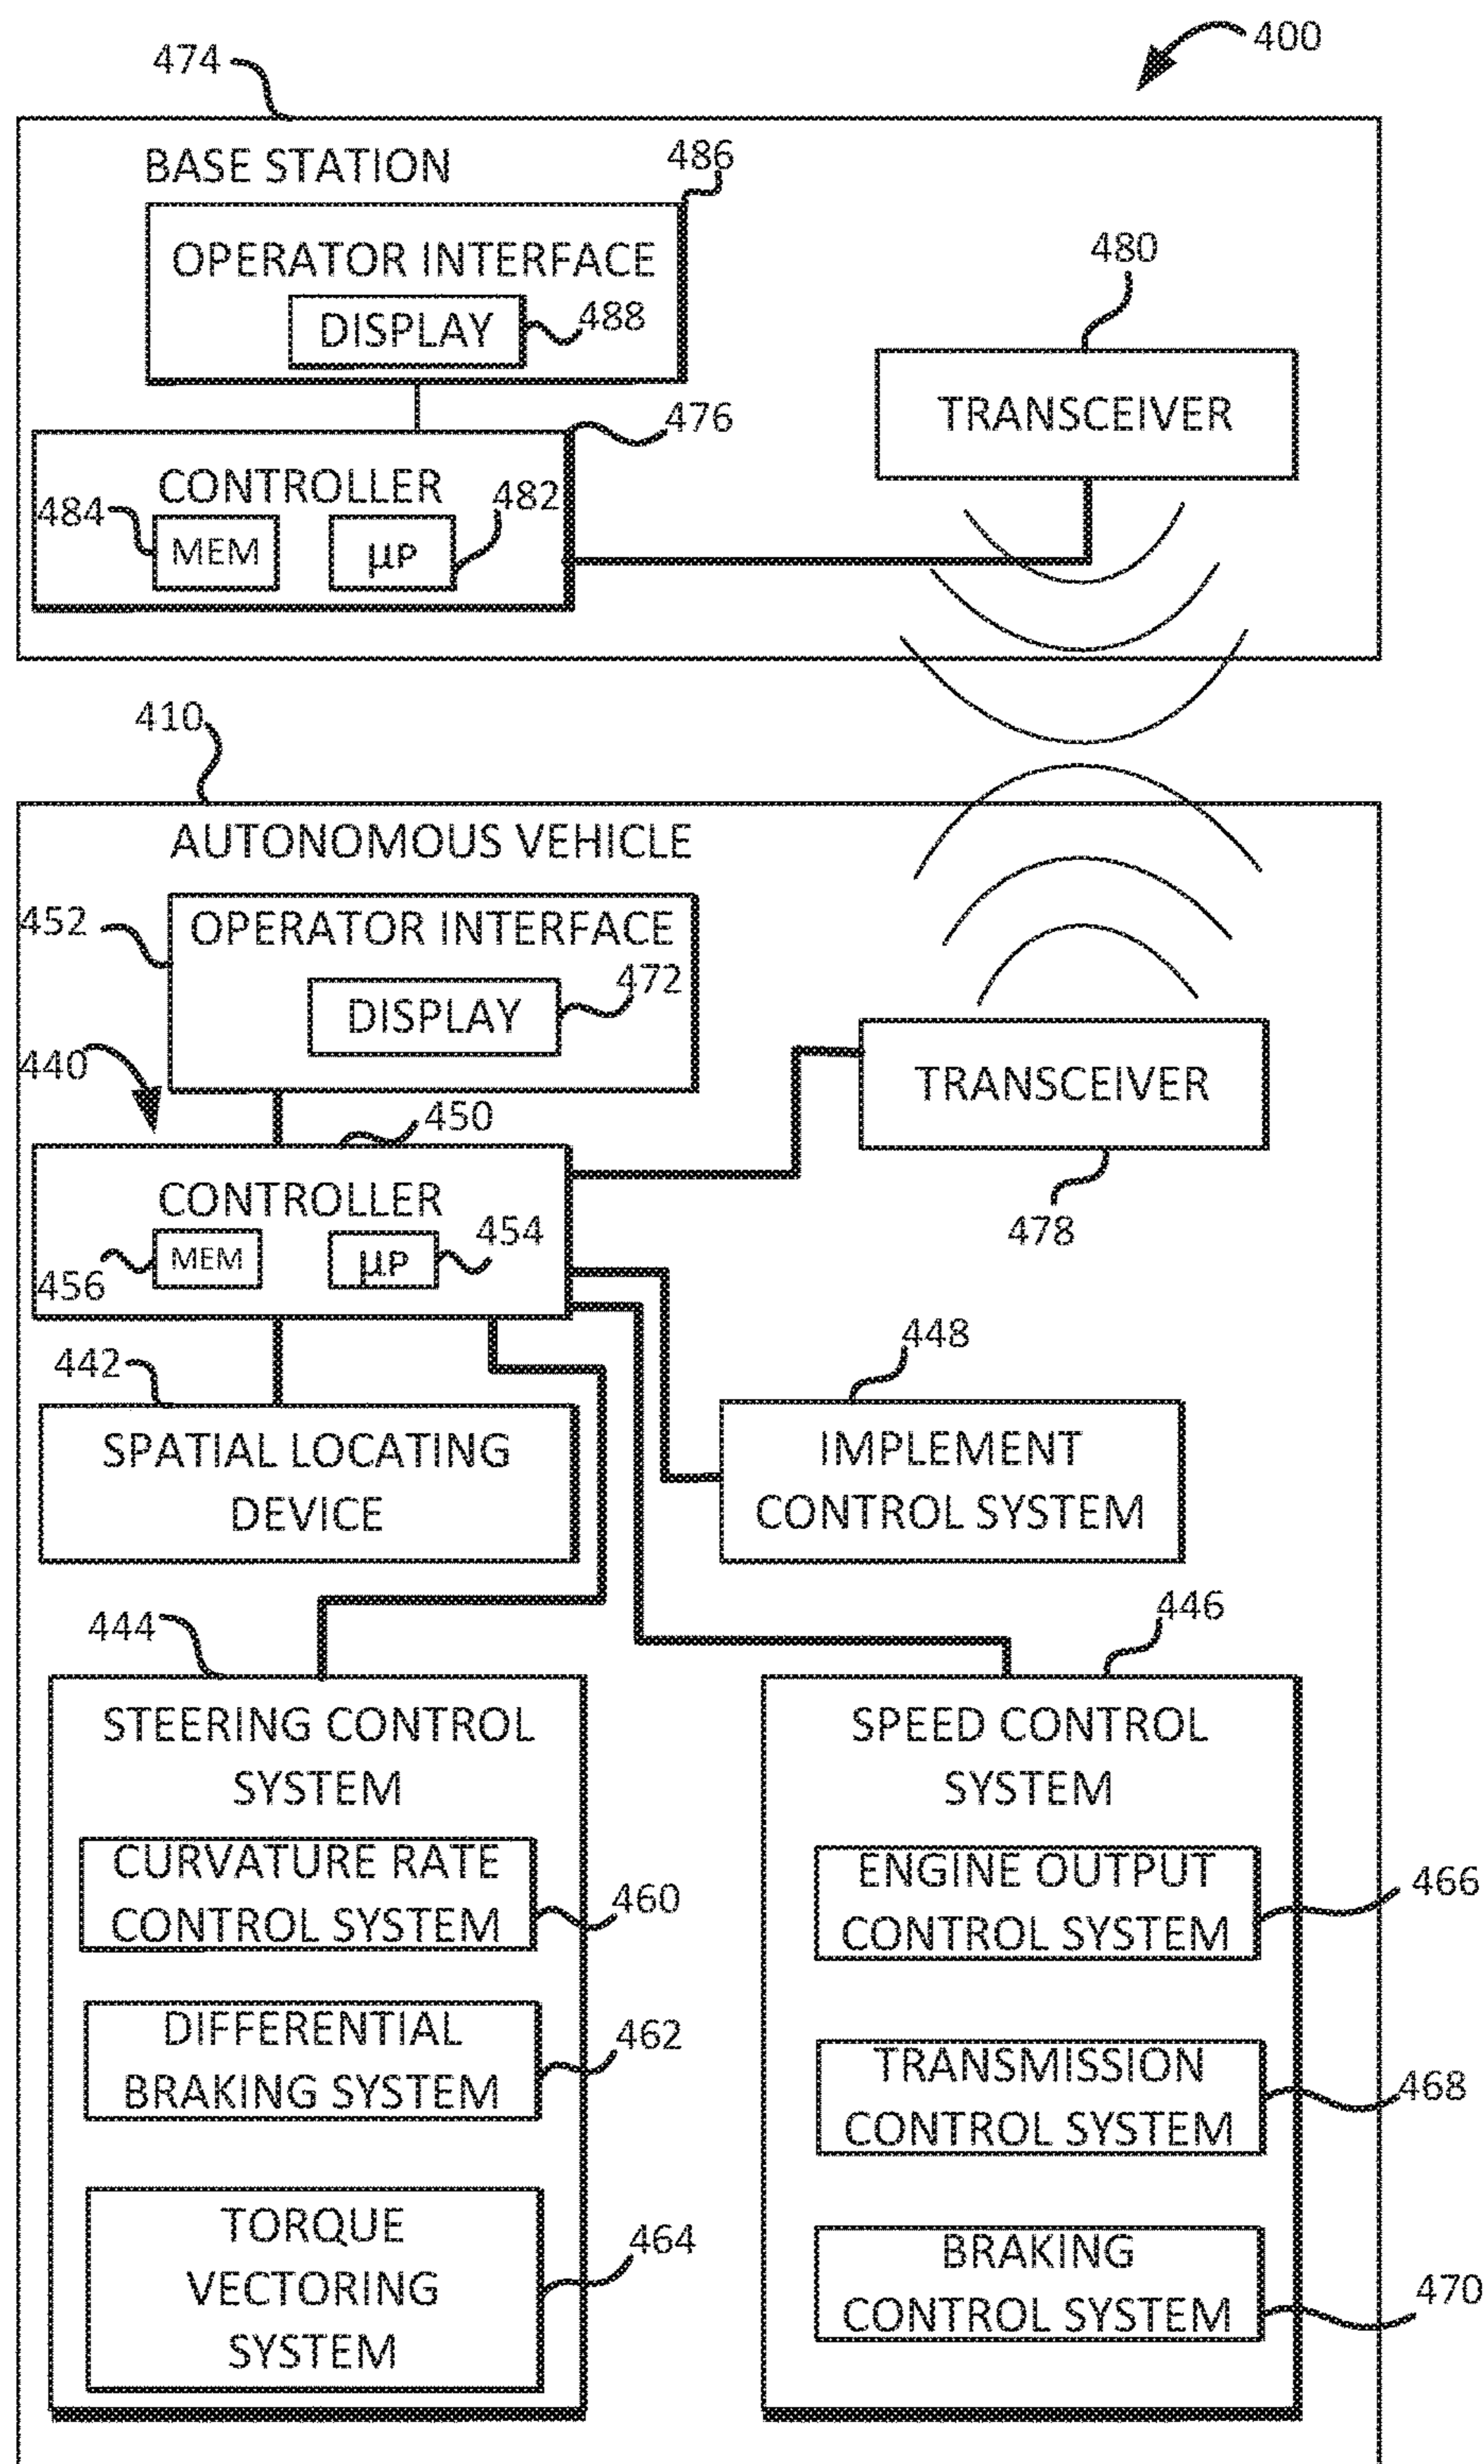 400
474
BASE STATION
486
OPERATOR INTERFACE
480
DISPLAY
488
TRANSCEIVER
476
CONTROLLER
484
482
MEM
µP
410
AUTONOMOUS VEHICLE
452
OPERATOR INTERFACE
472
DISPLAY
440
TRANSCEIVER
450
CONTROLLER
478
454
MEM
µP
456
448
442
SPATIAL LOCATING
DEVICE
IMPLEMENT
CONTROL SYSTEM
444
446
STEERING CONTROL
SYSTEM
SPEED CONTROL
SYSTEM
CURVATURE RATE
CONTROL SYSTEM
460
ENGINE OUTPUT
CONTROL SYSTEM
466
DIFFERENTIAL
BRAKING SYSTEM
462
TRANSMISSION
CONTROL SYSTEM
468
TORQUE
VECTORING
SYSTEM
464
BRAKING
CONTROL SYSTEM
470